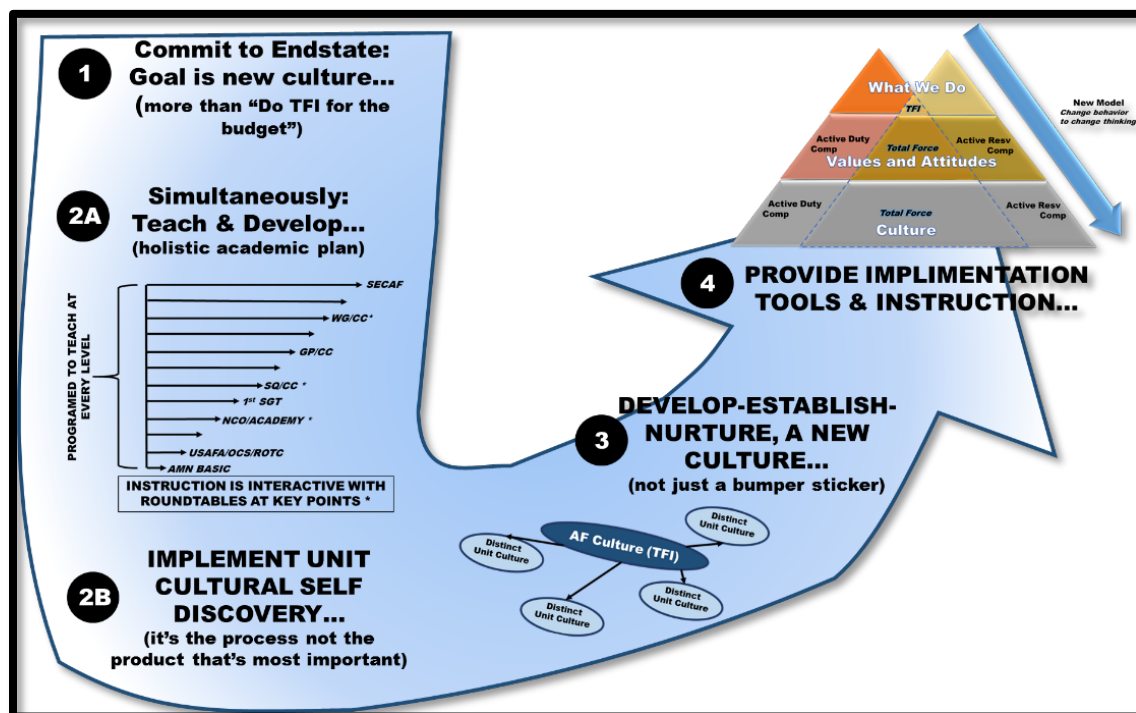 1
Commit to Endstate:
Goal is new culture...
(more than “Do TFI for the
budget”)
2A
Simultaneously:
Teach & Develop...
(holistic academic plan)
PROGRAMED TO TEACH AT
EVERY LEVEL
SECAF
WG/CC*
GP/CC
SQ/CC *
1st SGT
NCO/ACADEMY *
USAFA/OCS/ROTC
AMN BASIC
INSTRUCTION IS INTERACTIVE WITH
ROUNDTABLES AT KEY POINTS *
2B
IMPLEMENT UNIT
CULTURAL SELF
DISCOVERY...
(it’s the process not the
product that’s most important)
3
DEVELOP-ESTABLISH-
NURTURE, A NEW
CULTURE...
(not just a bumper sticker)
AF Culture (TFI)
Distinct
Unit Culture
Distinct
Unit Culture
Distinct
Unit Culture
Distinct
Unit Culture
4
PROVIDE IMPLIMENTATION
TOOLS & INSTRUCTION...
What We Do
TFI
Active Duty
Comp
Total Force
Active Resv
Comp
Values and Attitudes
Active Duty
Comp
Total Force
Active Resv
Comp
Culture
New Model
Change behavior
to change thinking